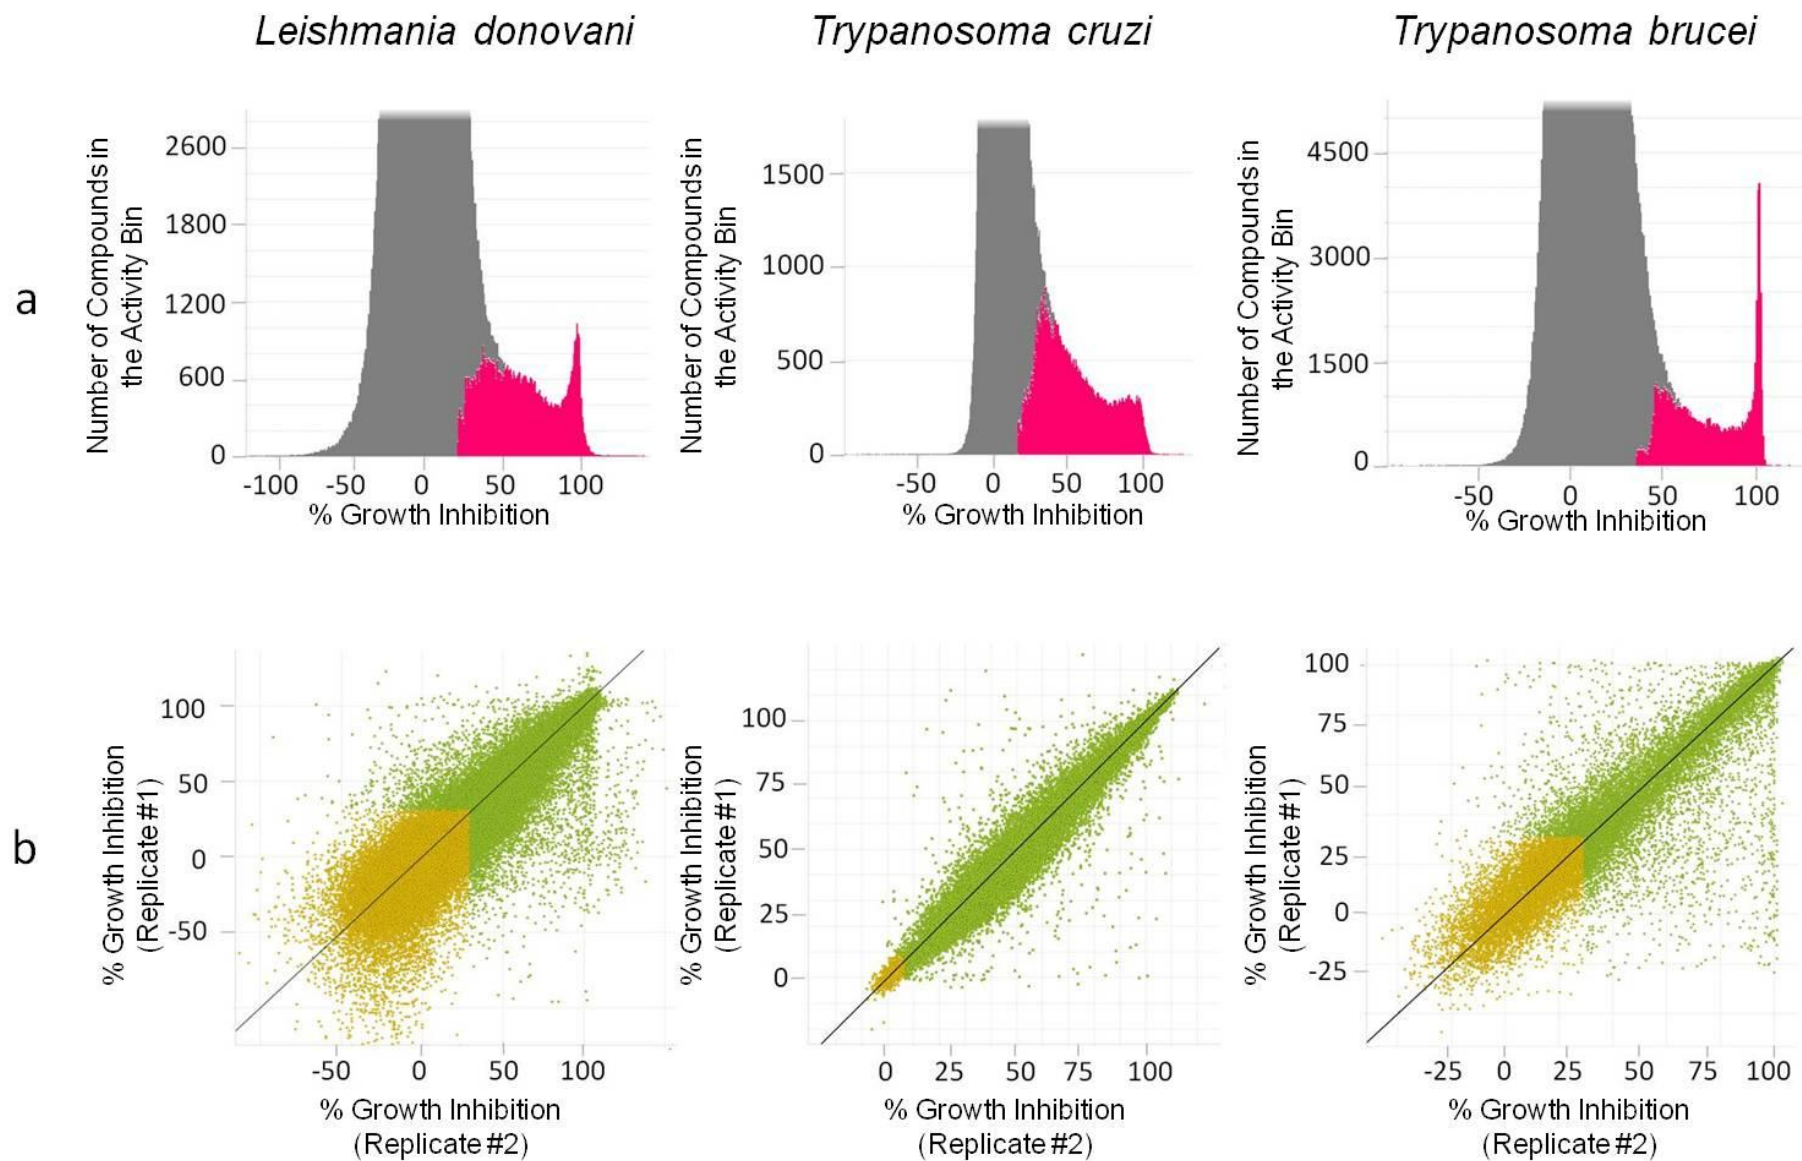 Leishmania donovani
Trypanosoma cruzi
Trypanosoma brucei
a
Number of Compounds in
the Activity Bin
2600
1800
1200
600
0
-100 -50 0 50 100
% Growth Inhibition
Number of Compounds in
the Activity Bin
1500
1000
500
0
-50 0 50 100
% Growth Inhibition
Number of Compounds in
the Activity Bin
4500
3000
1500
0
-50 0 50 100
% Growth Inhibition
b
% Growth Inhibition
(Replicate #1)
100
50
0
-50
-50 0 50 100
% Growth Inhibition
(Replicate #2)
% Growth Inhibition
(Replicate #1)
100
75
50
25
0
0 25 50 75 100
% Growth Inhibition
(Replicate #2)
% Growth Inhibition
(Replicate #1)
100
75
50
25
0
-25
-25 0 25 50 75 100
% Growth Inhibition
(Replicate #2)